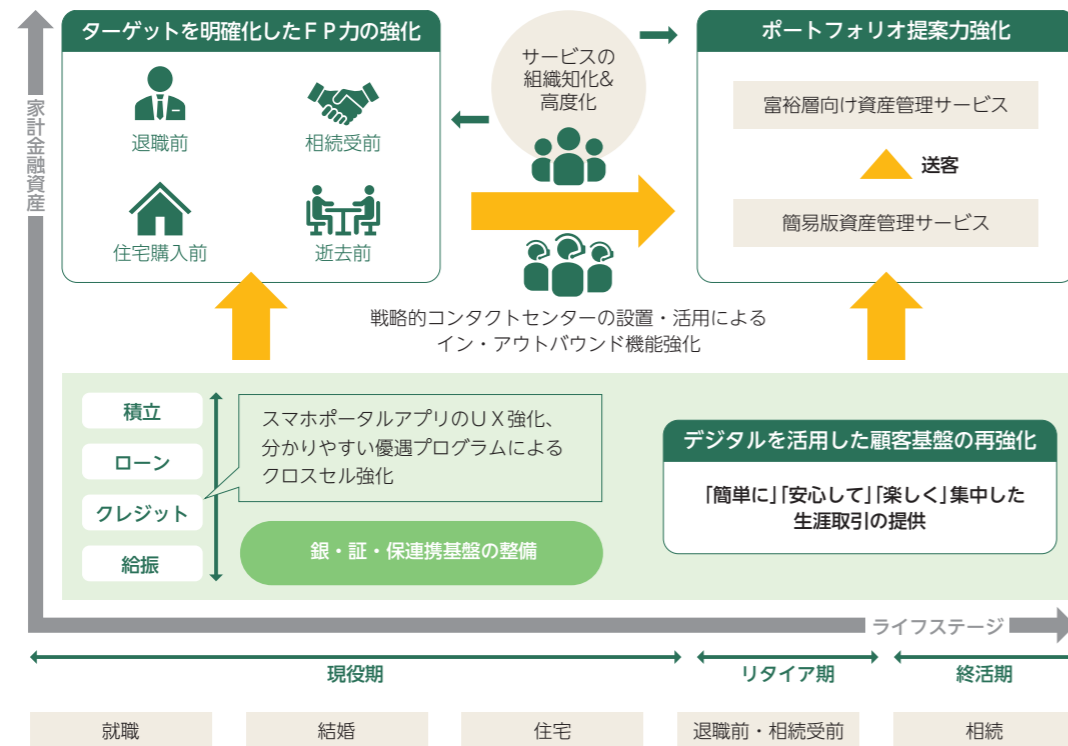 家計金融資産
ターゲットを明確化したＦＰ力の強化
退職前
相続受前
住宅購入前
逝去前
サービスの
組織知化&
高度化
ポートフォリオ提案力強化
富裕層向け資産管理サービス
送客
簡易版資産管理サービス
戦略的コンタクトセンターの設置・活用による
イン・アウトバウンド機能強化
積立
ローン
クレジット
給振
スマホポータルアプリのＵＸ強化、
分かりやすい優遇プログラムによる
クロスセル強化
銀・証・保連携基盤の整備
デジタルを活用した顧客基盤の再強化
「簡単に」「安心して」「楽しく」集中した
生涯取引の提供
ライフステージ
現役期
リタイア期
終活期
就職
結婚
住宅
退職前・相続受前
相続